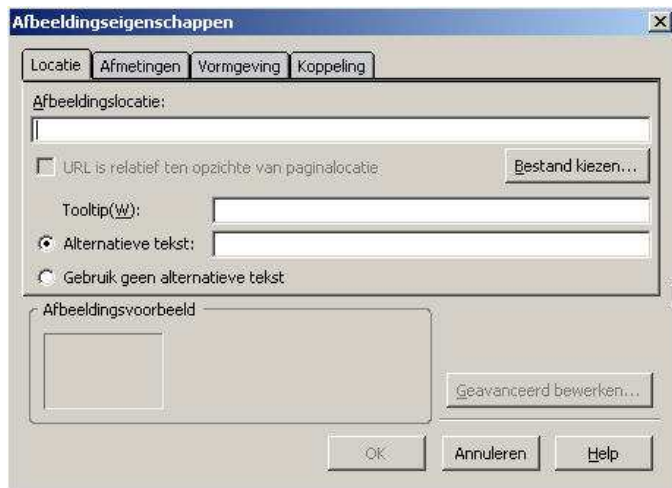 Afbeeldingseigenschappen
Locatie Afmetingen Vormgeving Koppeling
Afbeeldingslocatie:
URL is relatief ten opzichte van paginalocatie
Bestand kiezen...
Tooltip(W):
Alternatieve tekst:
Gebruik geen alternatieve tekst
Afbeeldingsvoorbeeld
Geavanceerd bewerken...
OK Annuleren Help